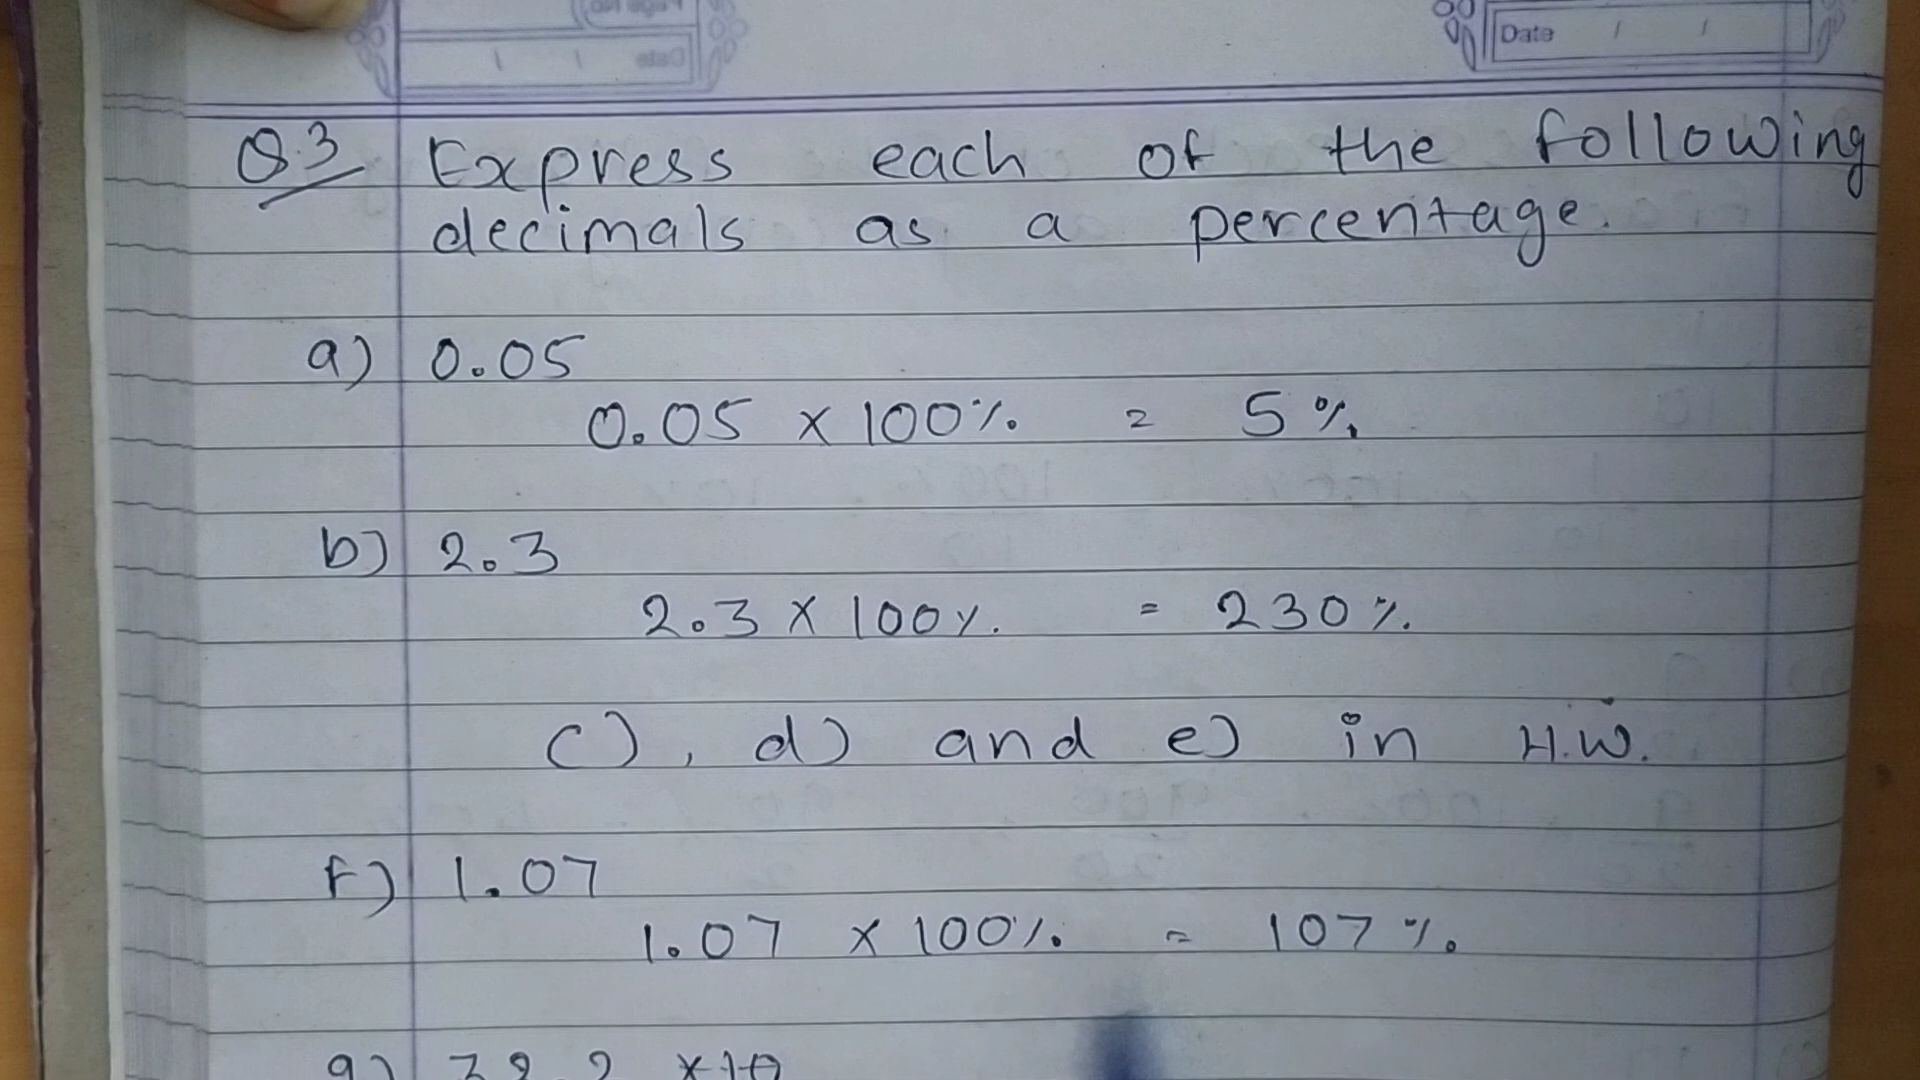 Date / /
Q.3 Express each of the following
decimals as a percentage.
a) 0.05
0.05 x 100% = 5%
b) 2.3
2.3 x 100%. = 230%.
c), d) and e) in H.W.
f) 1.07
1.07 x 100%. = 107%.